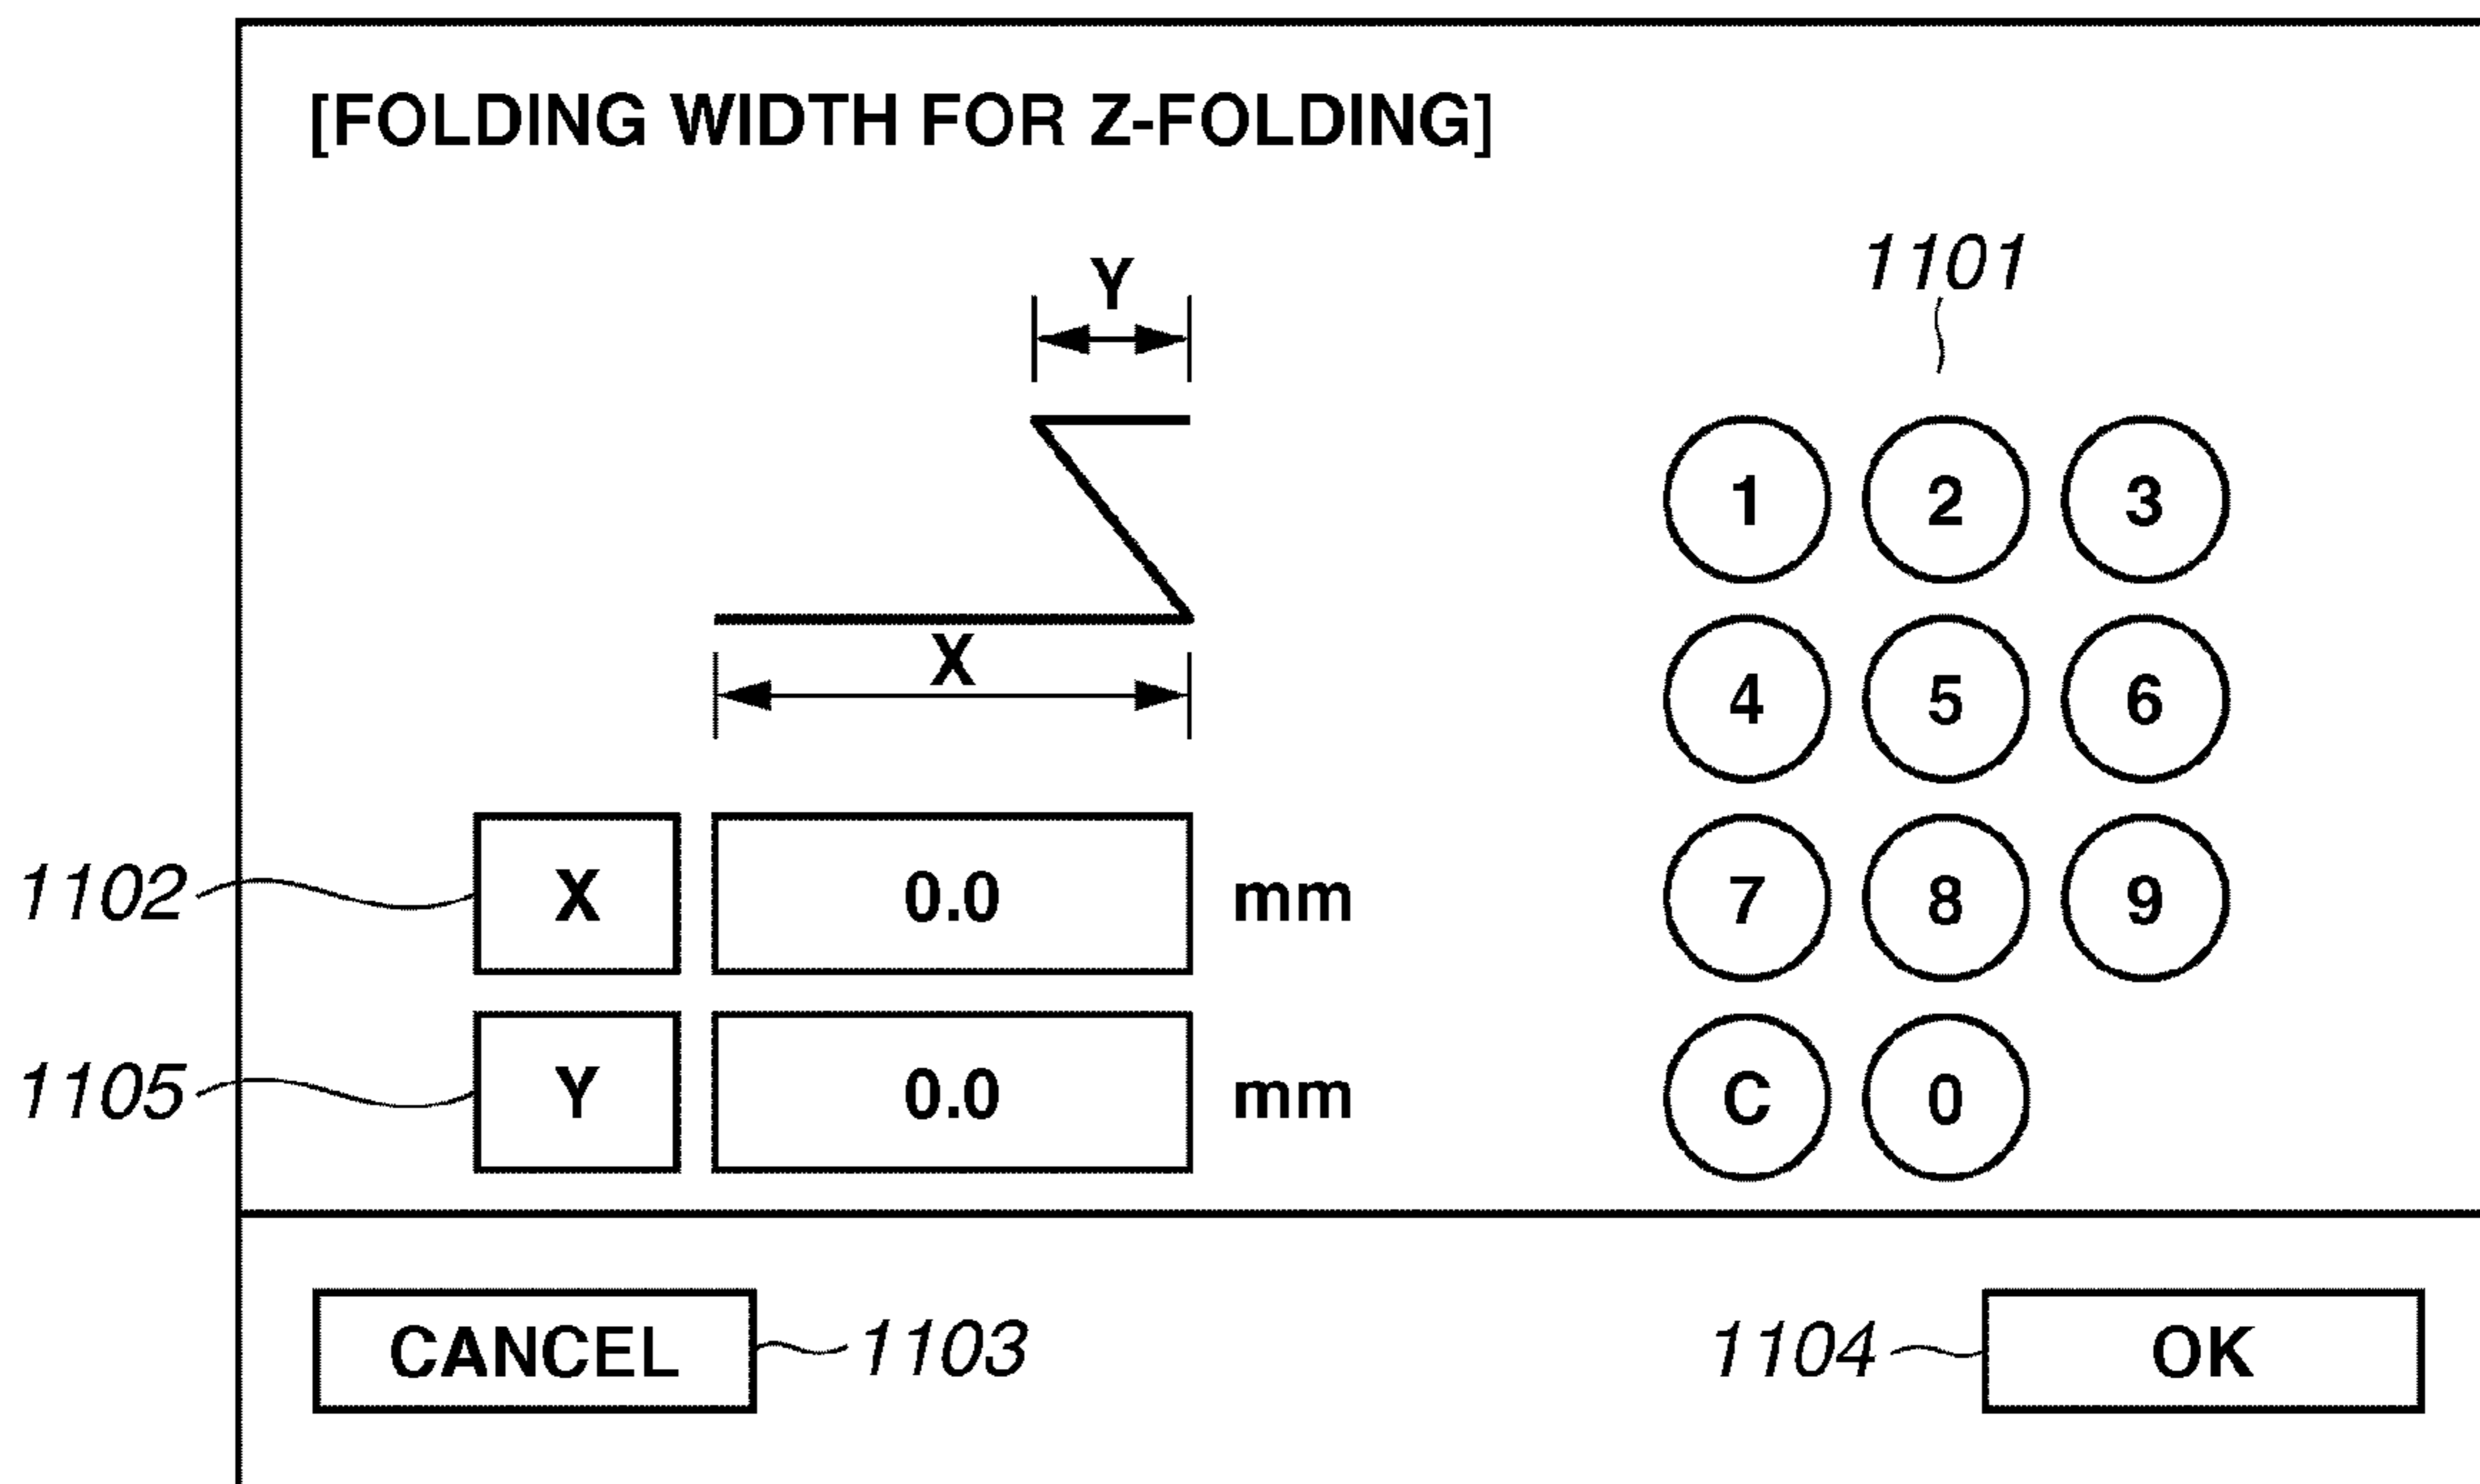 [FOLDING WIDTH FOR Z-FOLDING]
Y
1101
1 2 3
X
4 5 6
1102 X 0.0 mm
7 8 9
1105 Y 0.0 mm
C 0
CANCEL 1103
1104 OK